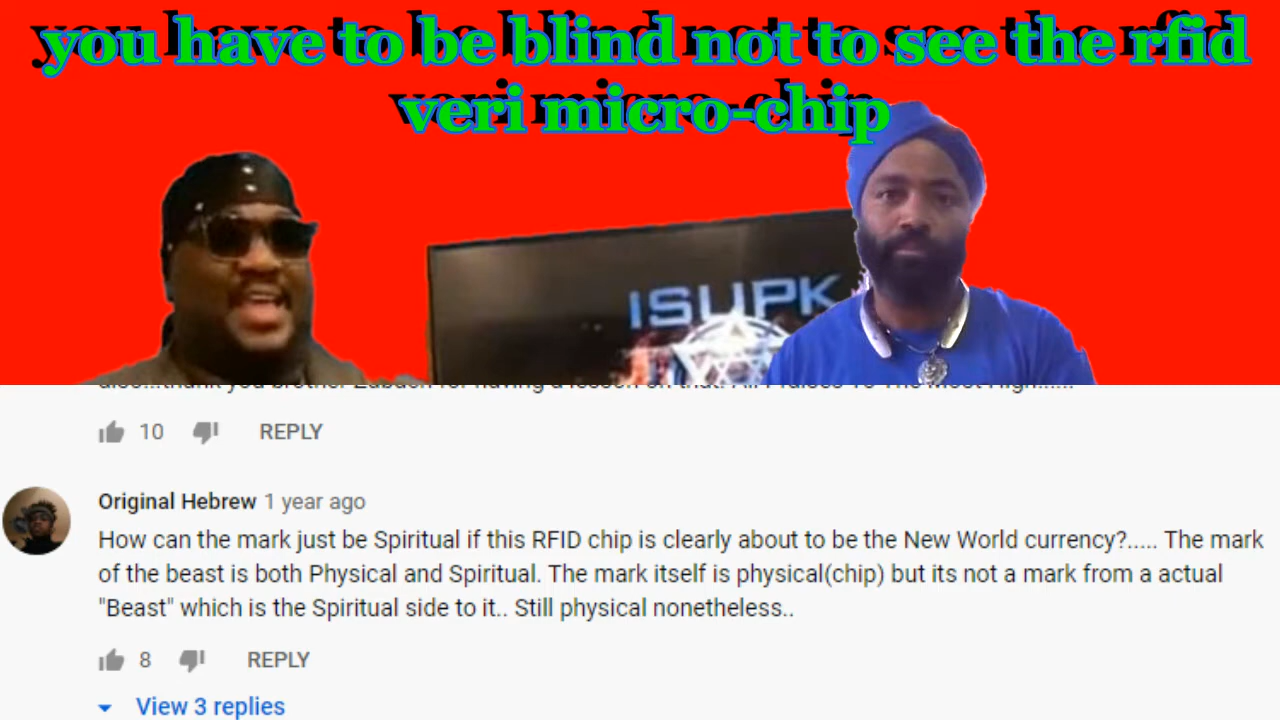 you have to be blind not to see the rfid
veri micro-chip
ISUPK
10 REPLY
Original Hebrew 1 year ago
How can the mark just be Spiritual if this RFID chip is clearly about to be the New World currency?..... The mark
of the beast is both Physical and Spiritual. The mark itself is physical(chip) but its not a mark from a actual
"Beast" which is the Spiritual side to it.. Still physical nonetheless..
8 REPLY
View 3 replies